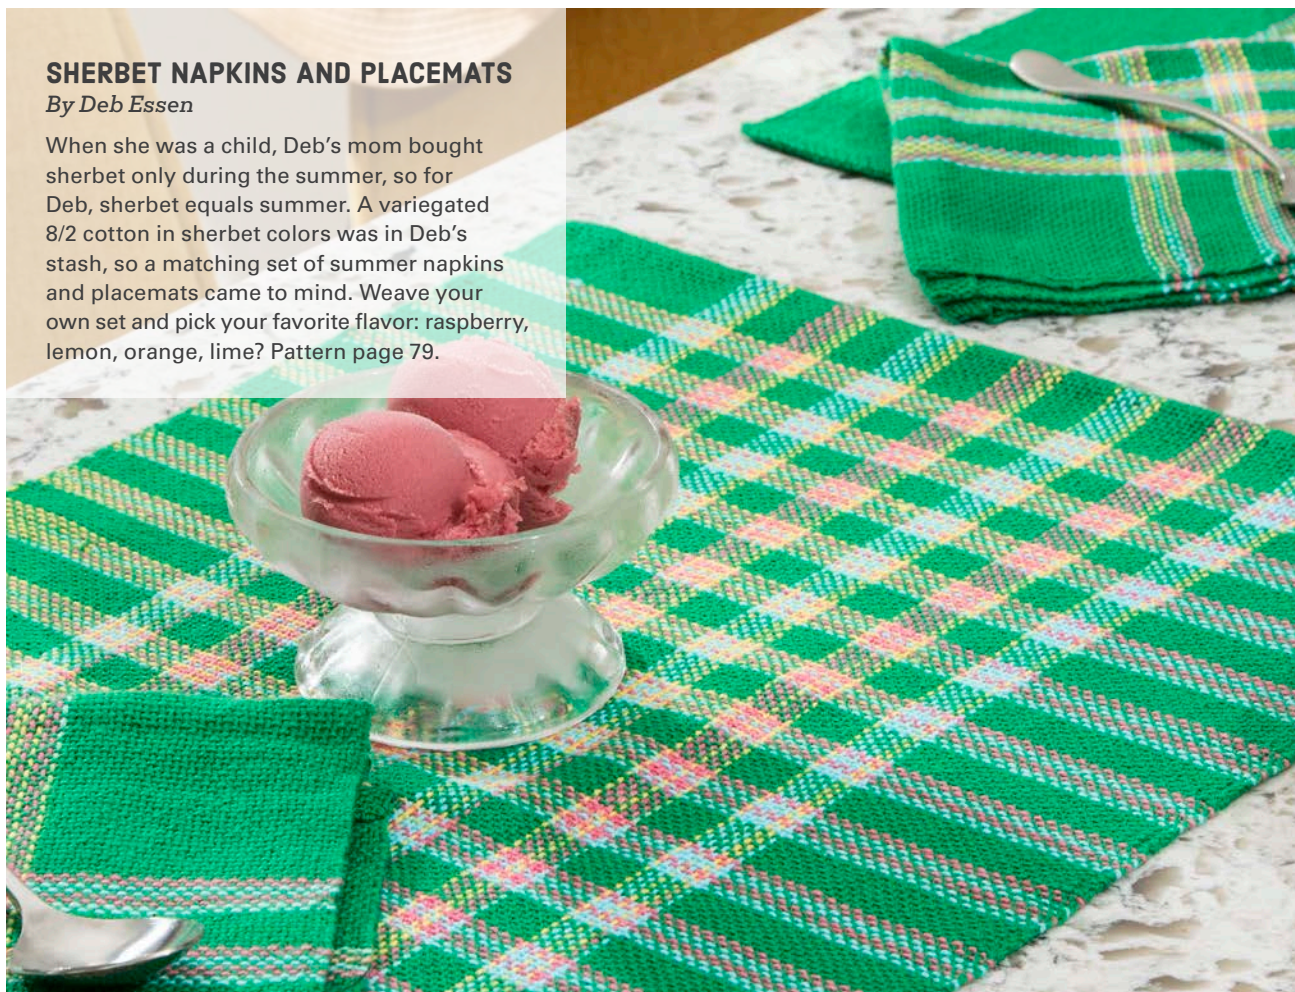 SHERBET NAPKINS AND PLACEMATS
By Deb Essen
When she was a child, Deb’s mom bought
sherbet only during the summer, so for
Deb, sherbet equals summer. A variegated
8/2 cotton in sherbet colors was in Deb’s
stash, so a matching set of summer napkins
and placemats came to mind. Weave your
own set and pick your favorite flavor: raspberry,
lemon, orange, lime? Pattern page 79.